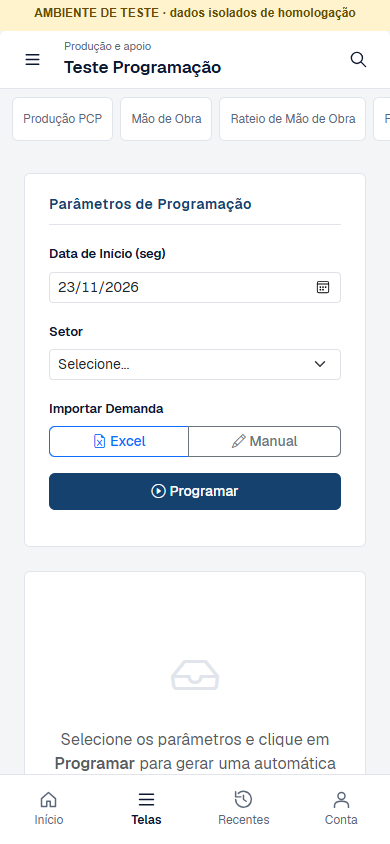 AMBIENTE DE TESTE · dados isolados de homologação
Produção e apoio
Teste Programação
Produção PCP
Mão de Obra
Rateio de Mão de Obra
Parâmetros de Programação
Data de Início (seg)
23/11/2026
Setor
Selecione...
Importar Demanda
Excel
Manual
Programar
Selecione os parâmetros e clique em
Programar para gerar uma automática
Início
Telas
Recentes
Conta